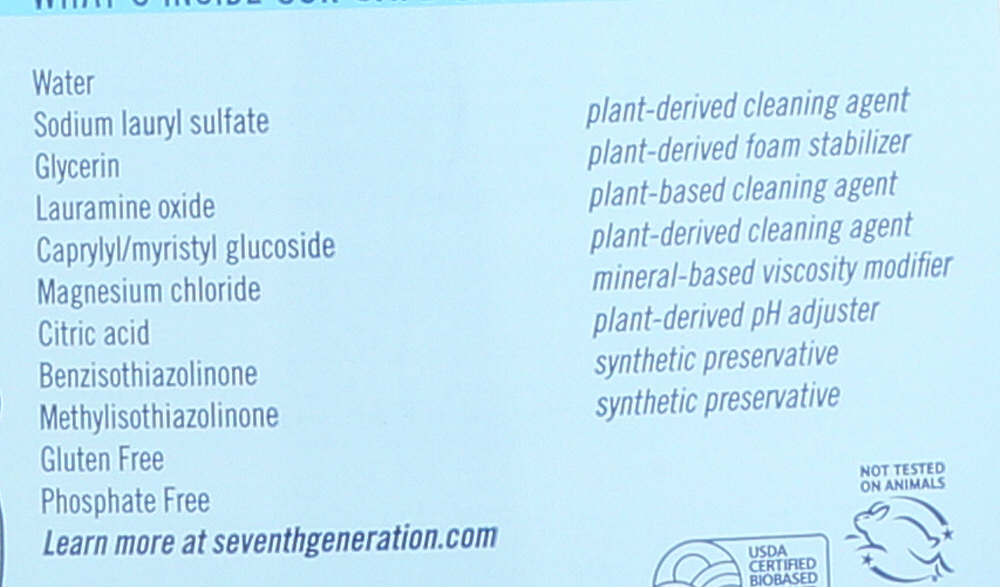 Water
Sodium lauryl sulfate plant-derived cleaning agent
Glycerin plant-derived foam stabilizer
Lauramine oxide plant-based cleaning agent
Caprylyl/myristyl glucoside plant-derived cleaning agent
Magnesium chloride mineral-based viscosity modifier
Citric acid plant-derived pH adjuster
Benzisothiazolinone synthetic preservative
Methylisothiazolinone synthetic preservative
Gluten Free
Phosphate Free
Learn more at seventhgeneration.com
NOT TESTED
ON ANIMALS
USDA
CERTIFIED
BIOBASED